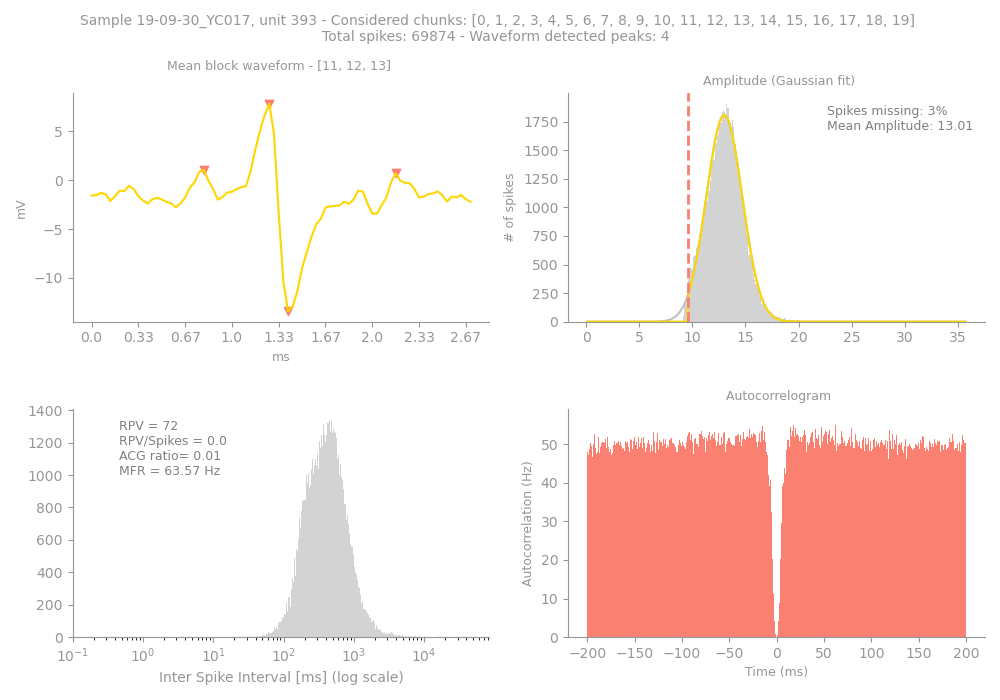 Sample 19-09-30_YC017, unit 393 - Considered chunks: [0, 1, 2, 3, 4, 5, 6, 7, 8, 9, 10, 11, 12, 13, 14, 15, 16, 17, 18, 19]
Total spikes: 69874 - Waveform detected peaks: 4
Mean block waveform - [11, 12, 13]
5
0
−5
−10
mV
0.0 0.33 0.67 1.0 1.33 1.67 2.0 2.33 2.67
ms
Amplitude (Gaussian fit)
Spikes missing: 3%
Mean Amplitude: 13.01
1750
1500
1250
1000
750
500
250
0
# of spikes
0 5 10 15 20 25 30 35
1400
1200
1000
800
600
400
200
0
RPV = 72
RPV/Spikes = 0.0
ACG ratio= 0.01
MFR = 63.57 Hz
10⁻¹ 10⁰ 10¹ 10² 10³ 10⁴
Inter Spike Interval [ms] (log scale)
Autocorrelogram
50
40
30
20
10
0
Autocorrelation (Hz)
−200 −150 −100 −50 0 50 100 150 200
Time (ms)